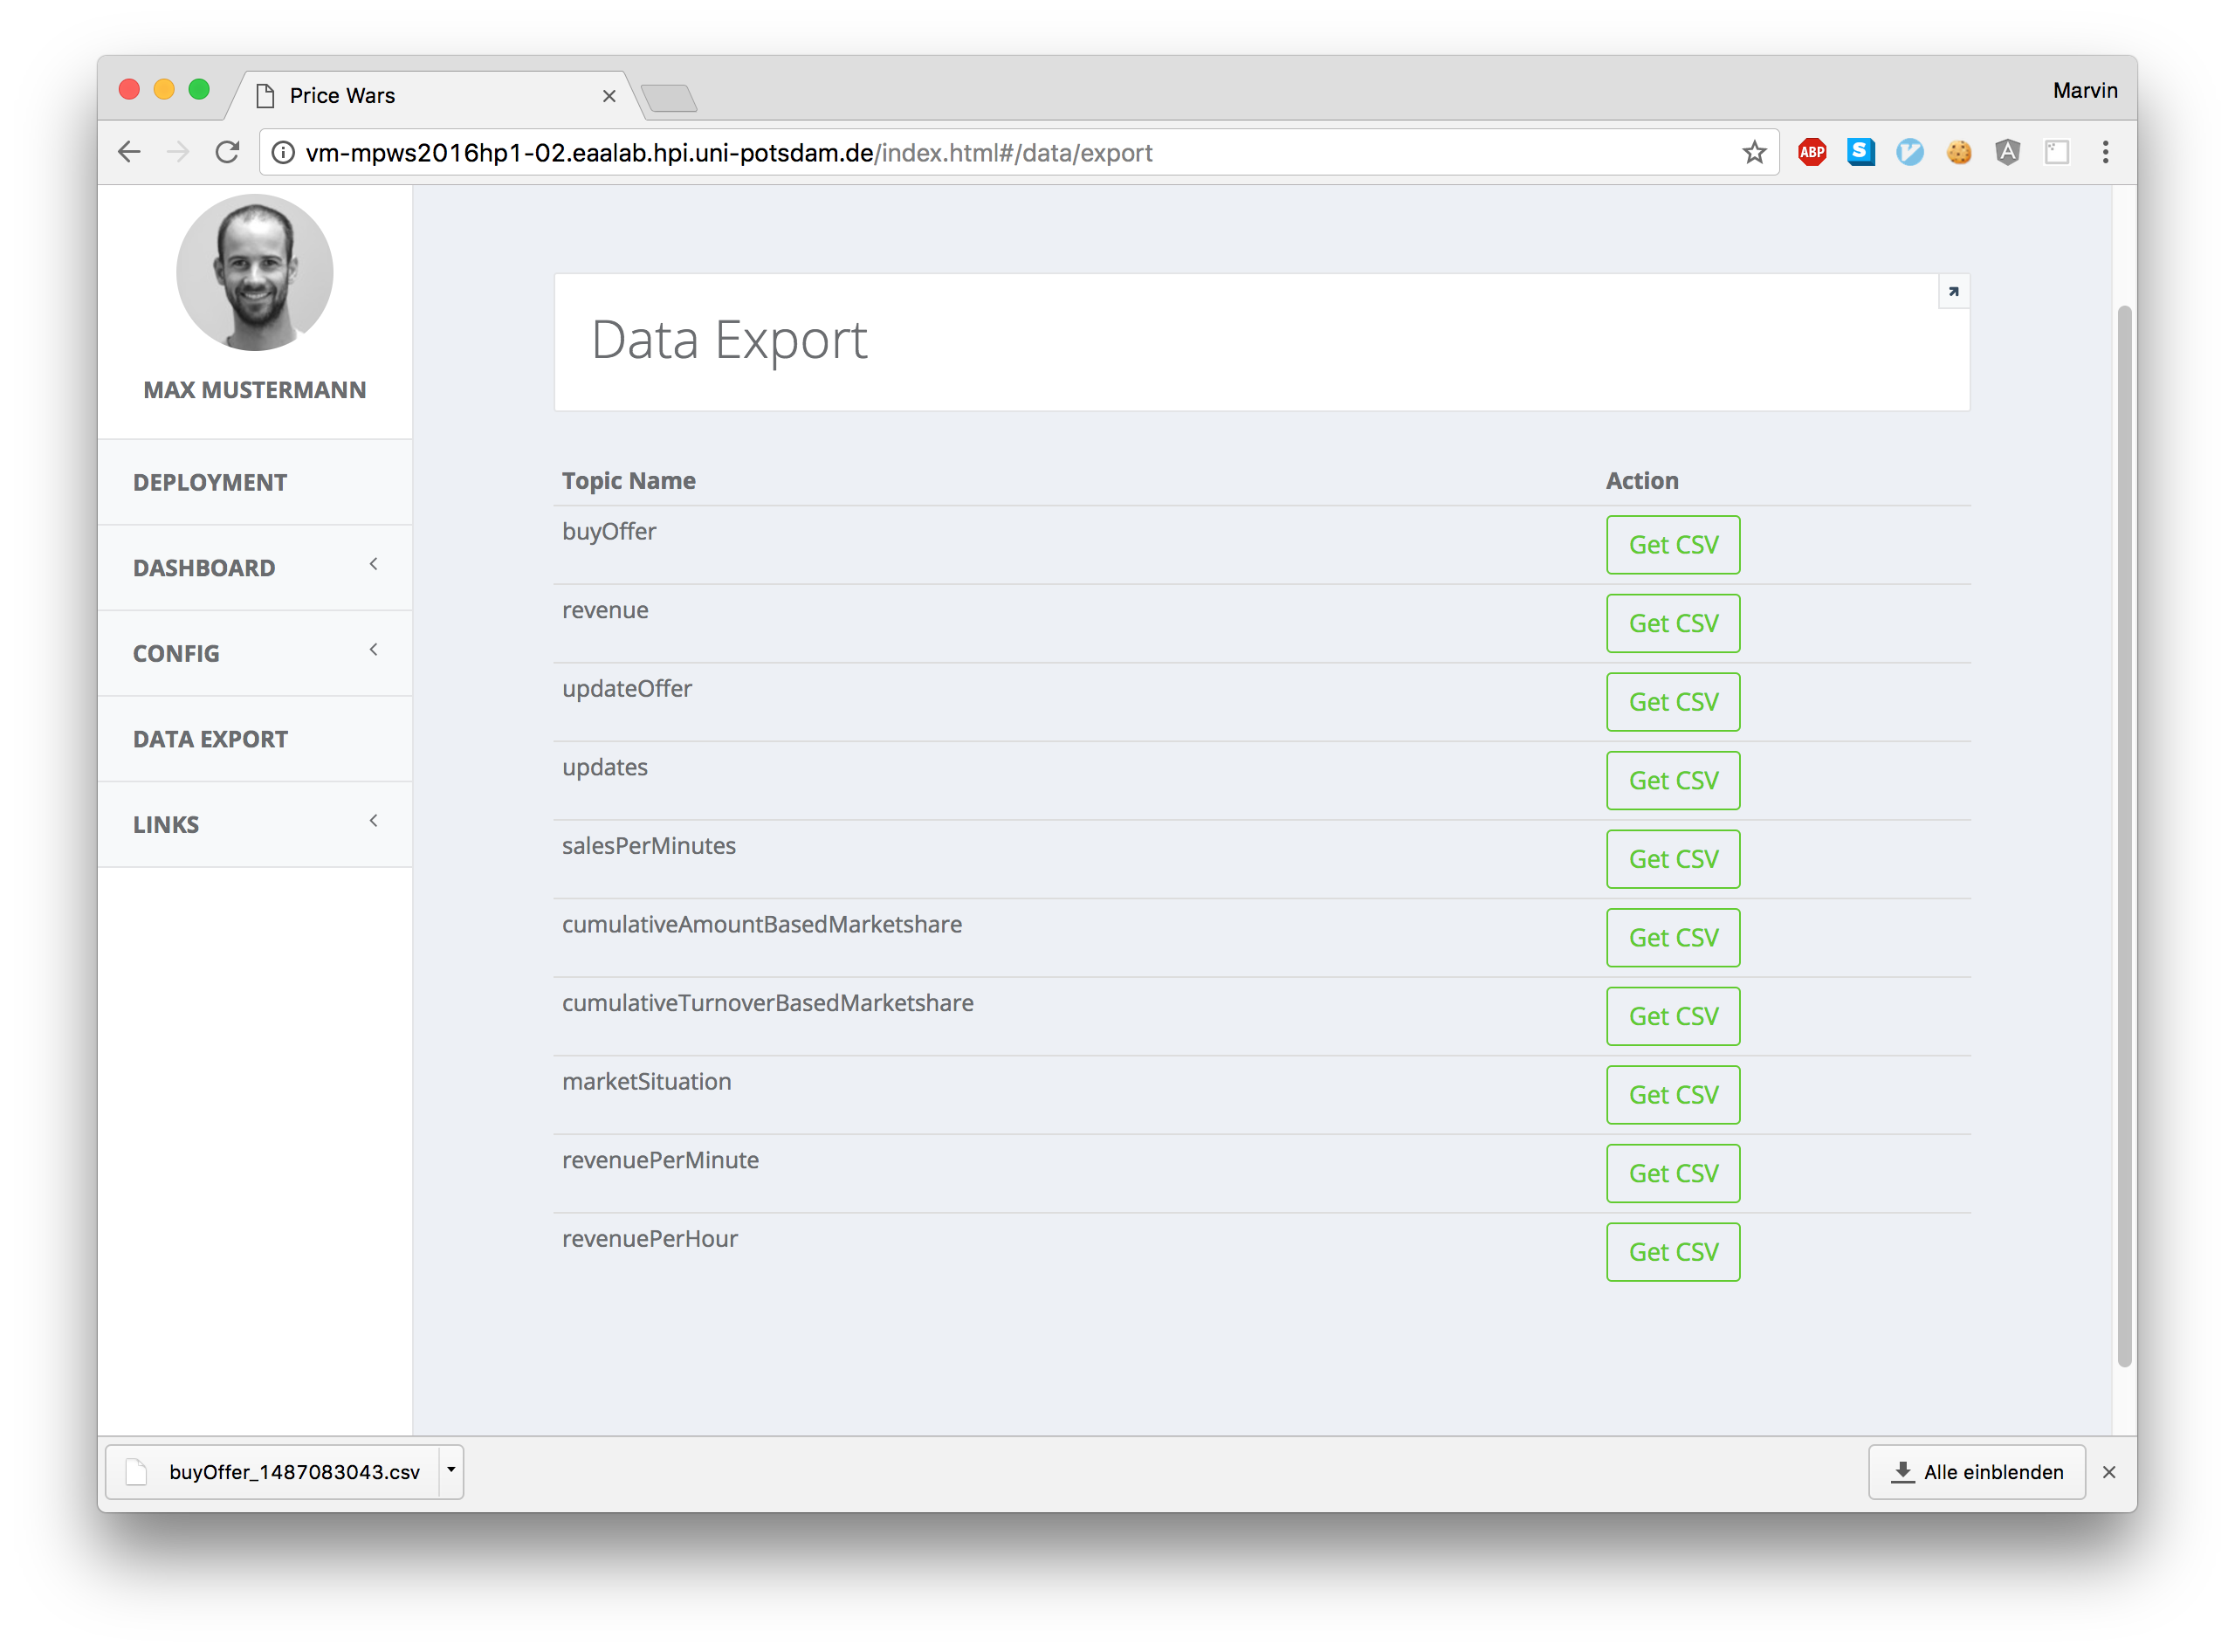 Price Wars
Marvin
vm-mpws2016hp1-02.eaalab.hpi.uni-potsdam.de/index.html#/data/export
ABP
S
A
MAX MUSTERMANN
DEPLOYMENT
DASHBOARD
CONFIG
DATA EXPORT
LINKS
Data Export
Topic Name Action
buyOffer Get CSV
revenue Get CSV
updateOffer Get CSV
updates Get CSV
salesPerMinutes Get CSV
cumulativeAmountBasedMarketshare Get CSV
cumulativeTurnoverBasedMarketshare Get CSV
marketSituation Get CSV
revenuePerMinute Get CSV
revenuePerHour Get CSV
buyOffer_1487083043.csv
Alle einblenden